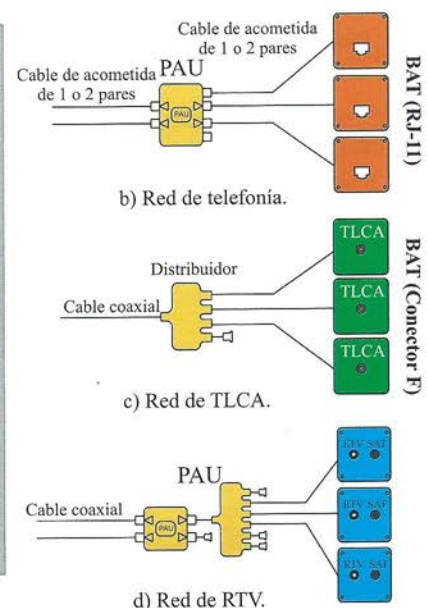 Cable de acometida
de 1 o 2 pares
PAU
Cable de acometida
de 1 o 2 pares
PAU
BAT (RJ-11)
b) Red de telefonía.
Distribuidor
Cable coaxial
TLCA
TLCA
TLCA
BAT (Conector F)
c) Red de TLCA.
PAU
Cable coaxial
PAU
RTV SAT
RTV SAT
RTV SAT
d) Red de RTV.